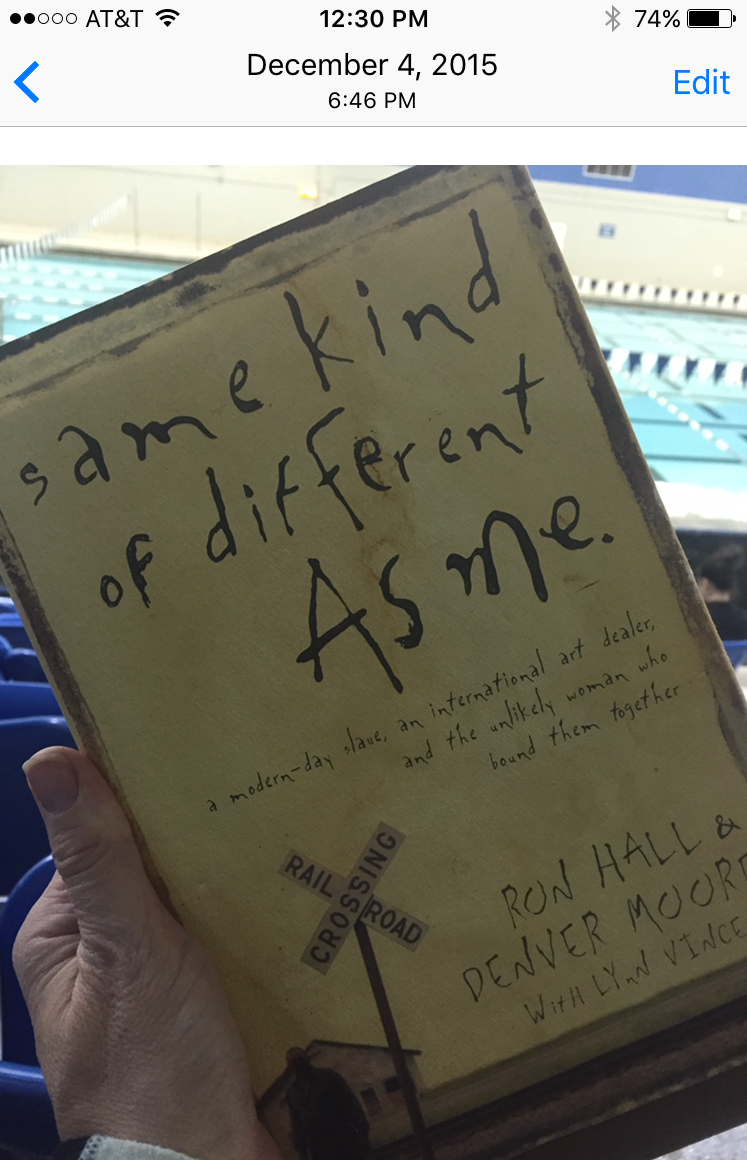 AT&T 12:30 PM 74%
December 4, 2015
6:46 PM
Edit
same kind
of different
As me.
a modern-day slave, an international art dealer,
and the unlikely woman who
bound them together
RAIL CROSSING ROAD
RON HALL &
DENVER MOORE
WitH LYnN VINCE